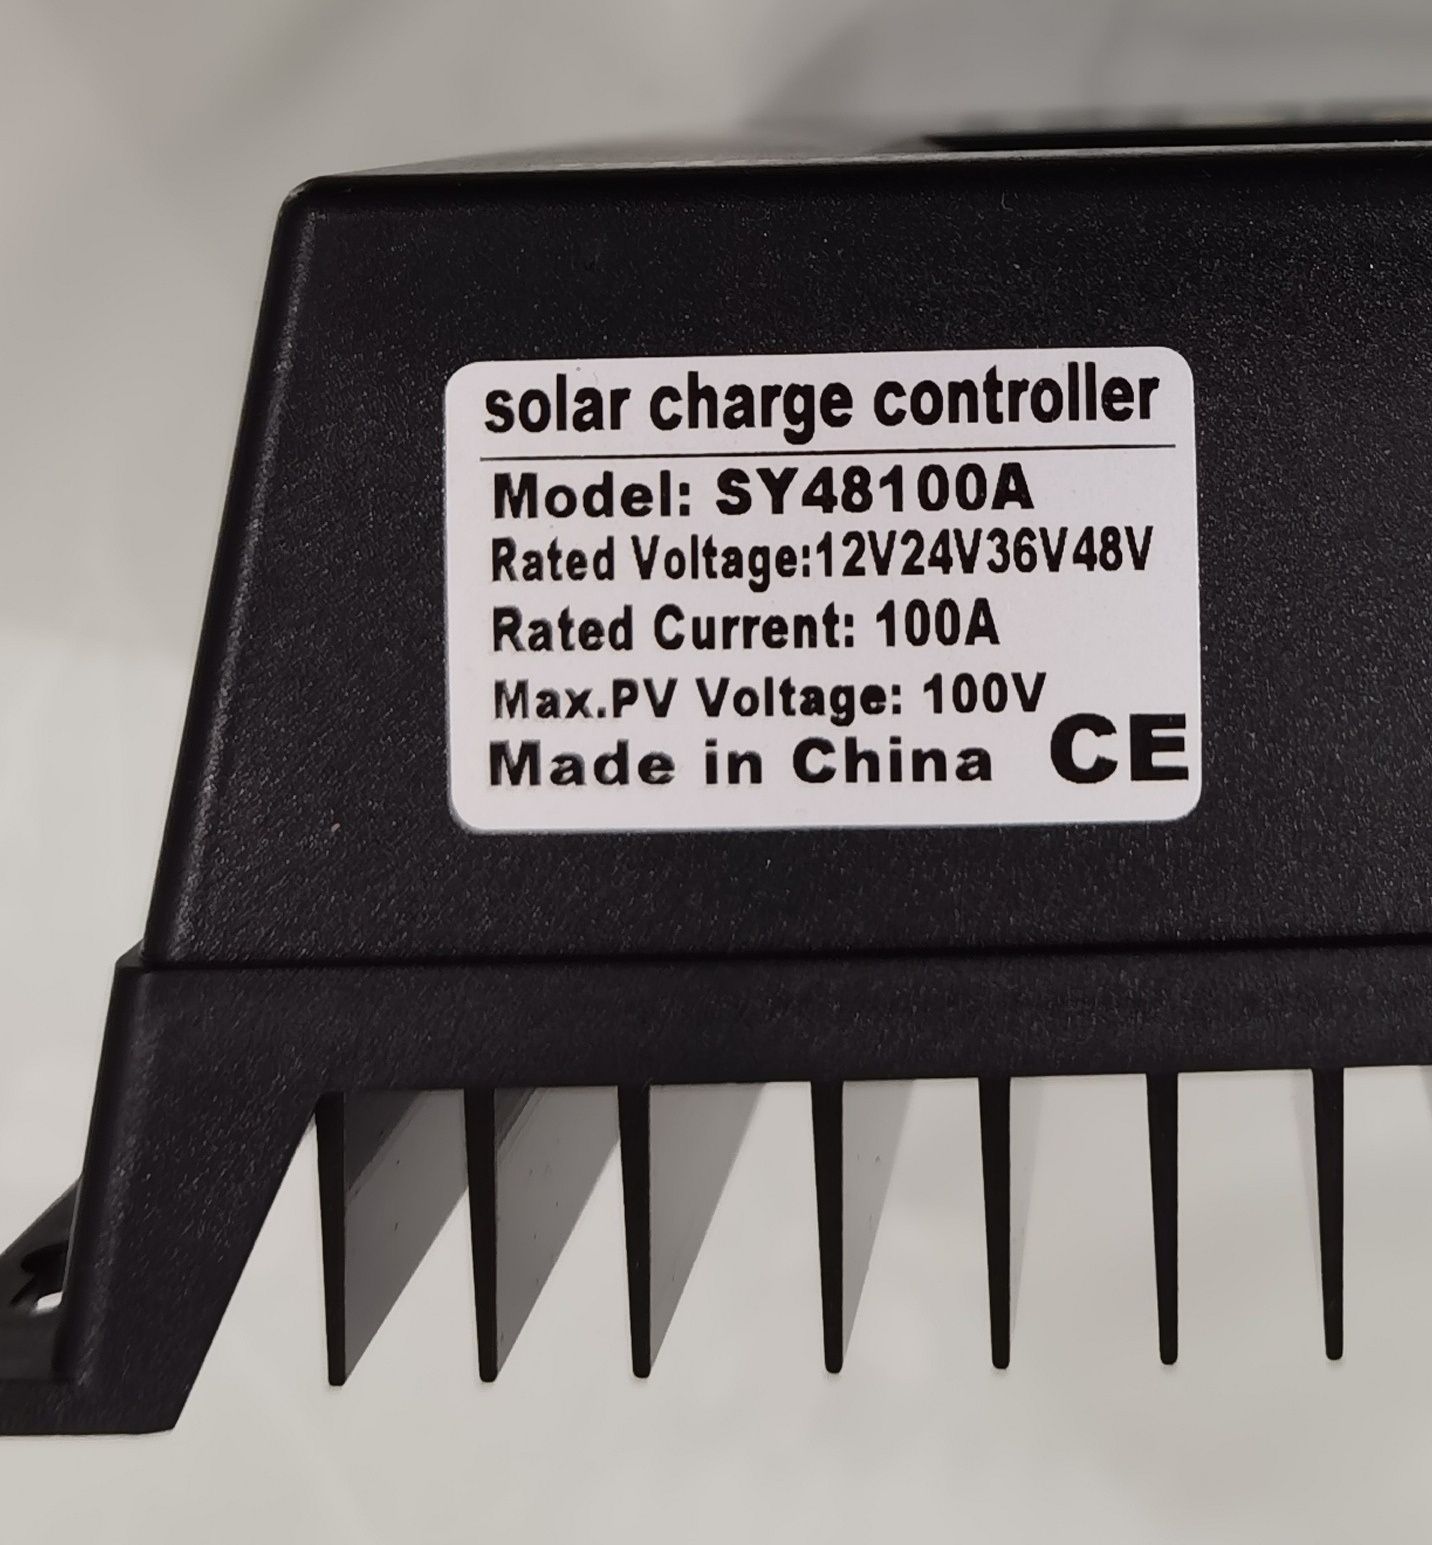 solar charge controller
Model: SY48100A
Rated Voltage:12V24V36V48V
Rated Current: 100A
Max.PV Voltage: 100V
Made in China CE